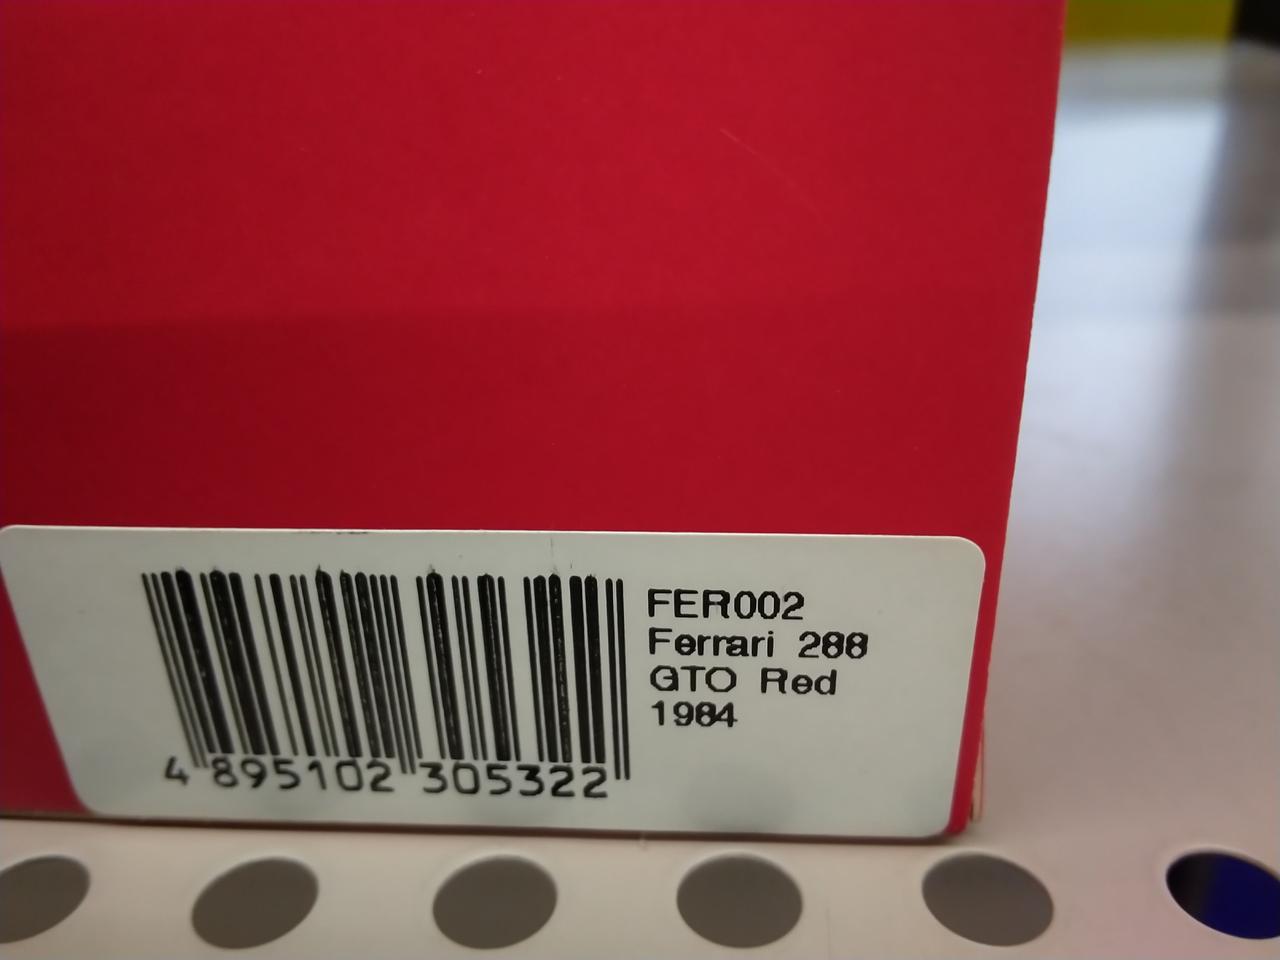 FER002
Ferrari 288
GTO Red
1984
4 895102 305322